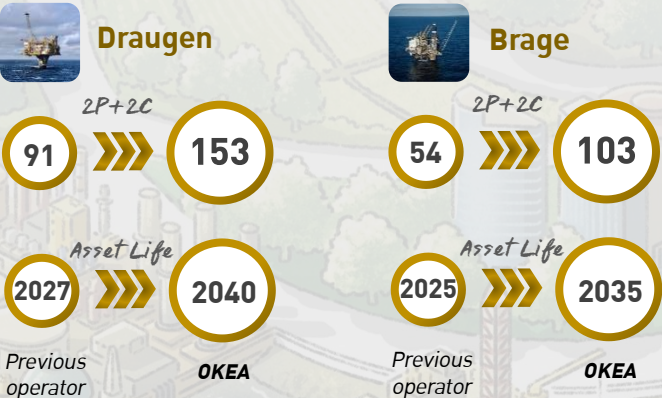 Draugen
2P+2C
91
153
Asset Life
2027
2040
Previous
operator
OKEA
Brage
2P+2C
54
103
Asset Life
2025
2035
Previous
operator
OKEA